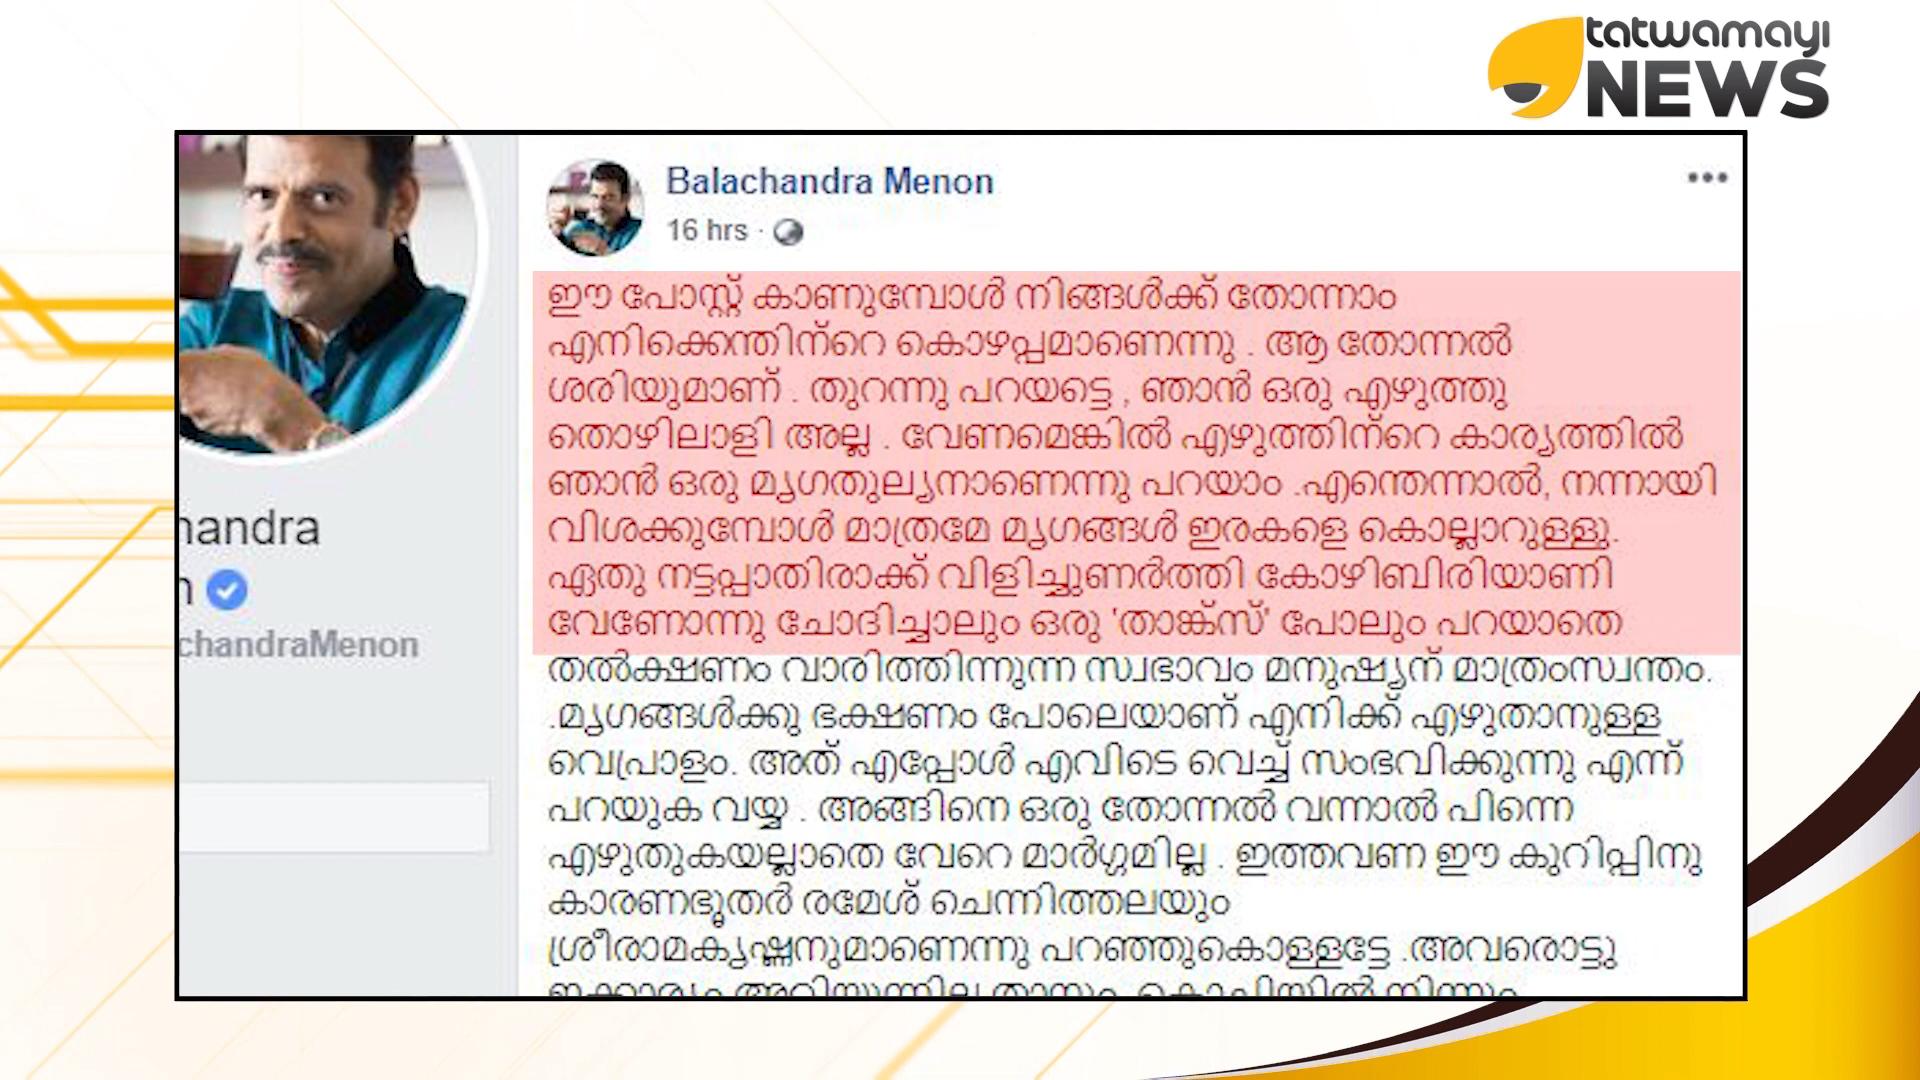 tatwamayi
NEWS
Balachandra Menon
16 hrs ·
handra
chandraMenon
ഈ പോസ്റ്റ് കാണുമ്പോൾ നിങ്ങൾക്ക് തോന്നാം
എനിക്കെന്തിന്റെ കൊഴപ്പമാണെന്നു . ആ തോന്നൽ
ശരിയുമാണ് . തുറന്നു പറയട്ടെ , ഞാൻ ഒരു എഴുത്തു
തൊഴിലാളി അല്ല . വേണമെങ്കിൽ എഴുത്തിന്റെ കാര്യത്തിൽ
ഞാൻ ഒരു മൃഗതുല്യനാണെന്നു പറയാം .എന്തെന്നാൽ, നന്നായി
വിശക്കുമ്പോൾ മാത്രമേ മൃഗങ്ങൾ ഇരകളെ കൊല്ലാറുള്ളു.
ഏതു നട്ടപ്പാതിരാക്ക് വിളിച്ചുണർത്തി കോഴിബിരിയാണി
വേണോന്നു ചോദിച്ചാലും ഒരു 'താങ്ക്സ്' പോലും പറയാതെ
തൽക്ഷണം വാരിത്തിന്നുന്ന സ്വഭാവം മനുഷ്യന് മാത്രംസ്വന്തം.
.മൃഗങ്ങൾക്കു ഭക്ഷണം പോലെയാണ് എനിക്ക് എഴുതാനുള്ള
വെപ്രാളം. അത് എപ്പോൾ എവിടെ വെച്ച് സംഭവിക്കുന്നു എന്ന്
പറയുക വയ്യ . അങ്ങിനെ ഒരു തോന്നൽ വന്നാൽ പിന്നെ
എഴുതുകയല്ലാതെ വേറെ മാർഗ്ഗമില്ല . ഇത്തവണ ഈ കുറിപ്പിനു
കാരണഭൂതർ രമേശ് ചെന്നിത്തലയും
ശ്രീരാമകൃഷ്ണനുമാണെന്നു പറഞ്ഞുകൊള്ളട്ടേ .അവരൊട്ടു